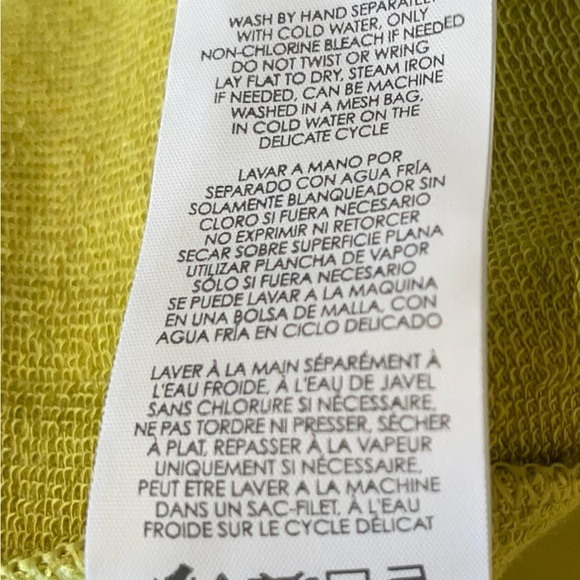 WASH BY HAND SEPARATELY
WITH COLD WATER, ONLY
NON-CHLORINE BLEACH IF NEEDED
DO NOT TWIST OR WRING
LAY FLAT TO DRY, STEAM IRON
IF NEEDED, CAN BE MACHINE
WASHED IN A MESH BAG,
IN COLD WATER ON THE
DELICATE CYCLE
LAVAR A MANO POR
SEPARADO CON AGUA FRÍA
SOLAMENTE BLANQUEADOR SIN
CLORO SI FUERA NECESARIO
NO EXPRIMIR NI RETORCER
SECAR SOBRE SUPERFICIE PLANA
UTILIZAR PLANCHA DE VAPOR
SÓLO SI FUERA NECESARIO
SE PUEDE LAVAR A LA MAQUINA
EN UNA BOLSA DE MALLA, CON
AGUA FRÍA EN CICLO DELICADO
LAVER À LA MAIN SÉPARÉMENT À
L'EAU FROIDE, À L'EAU DE JAVEL
SANS CHLORURE SI NÉCESSAIRE,
NE PAS TORDRE NI PRESSER, SÉCHER
À PLAT, REPASSER À LA VAPEUR
UNIQUEMENT SI NÉCESSAIRE,
PEUT ETRE LAVER A LA MACHINE
DANS UN SAC-FILET, À L'EAU
FROIDE SUR LE CYCLE DÉLICAT